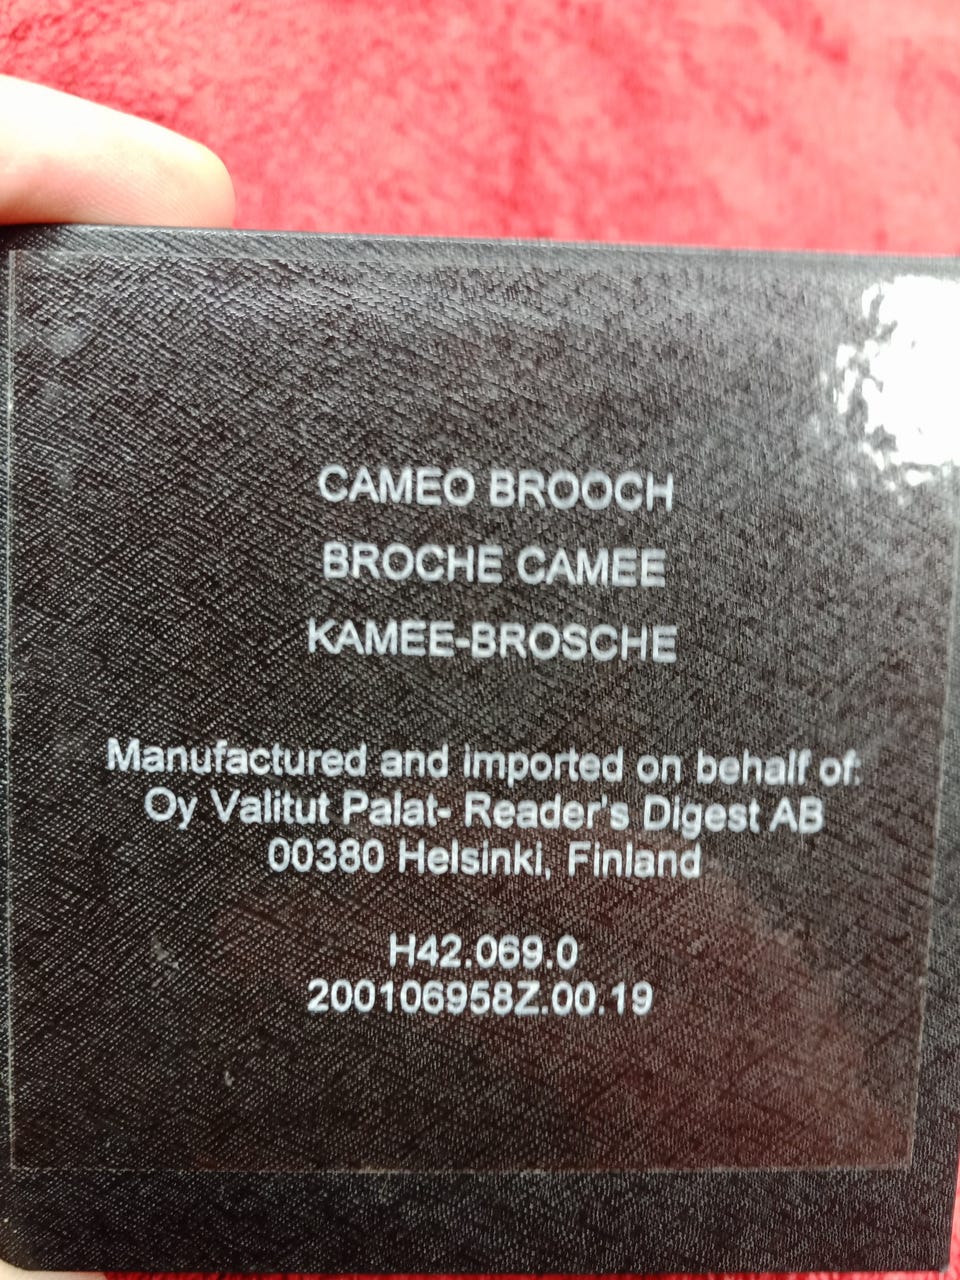 CAMEO BROOCH
BROCHE CAMEE
KAMEE-BROSCHE
Manufactured and imported on behalf of:
Oy Valitut Palat- Reader's Digest AB
00380 Helsinki, Finland
H42.069.0
200106958Z.00.19